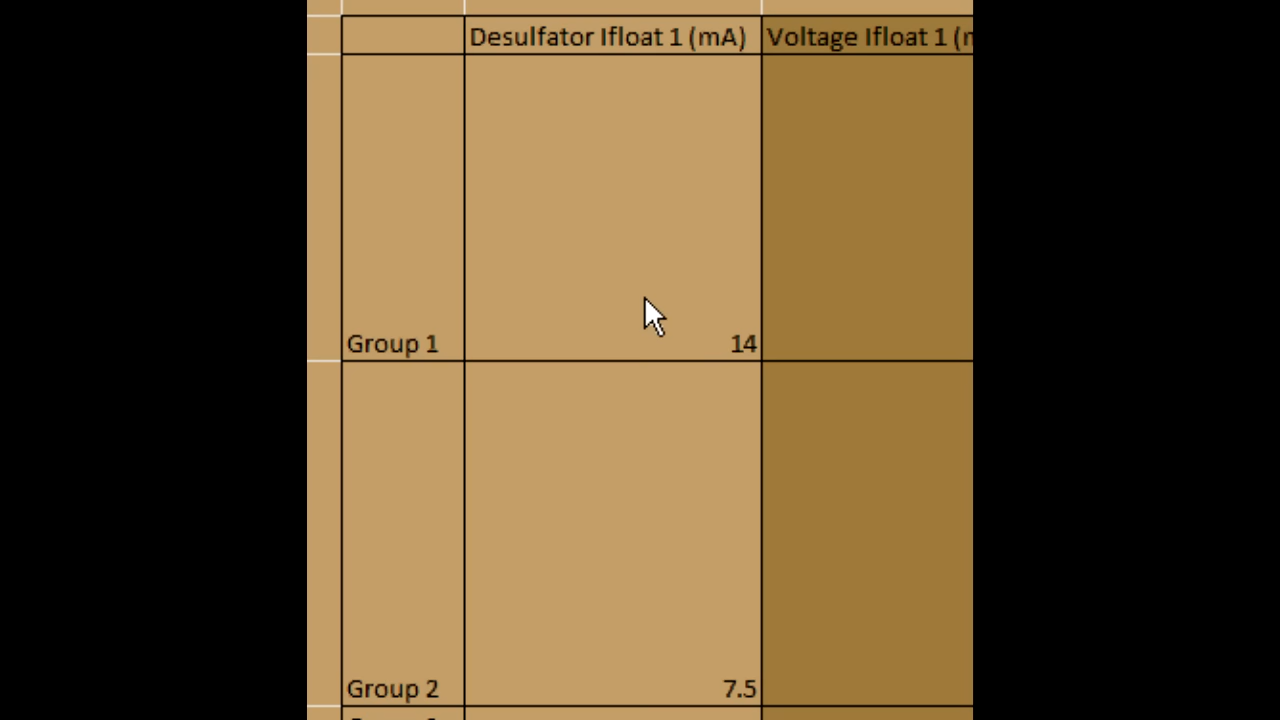 Desulfator Ifloat 1 (mA) Voltage Ifloat 1
Group 1 14
Group 2 7.5